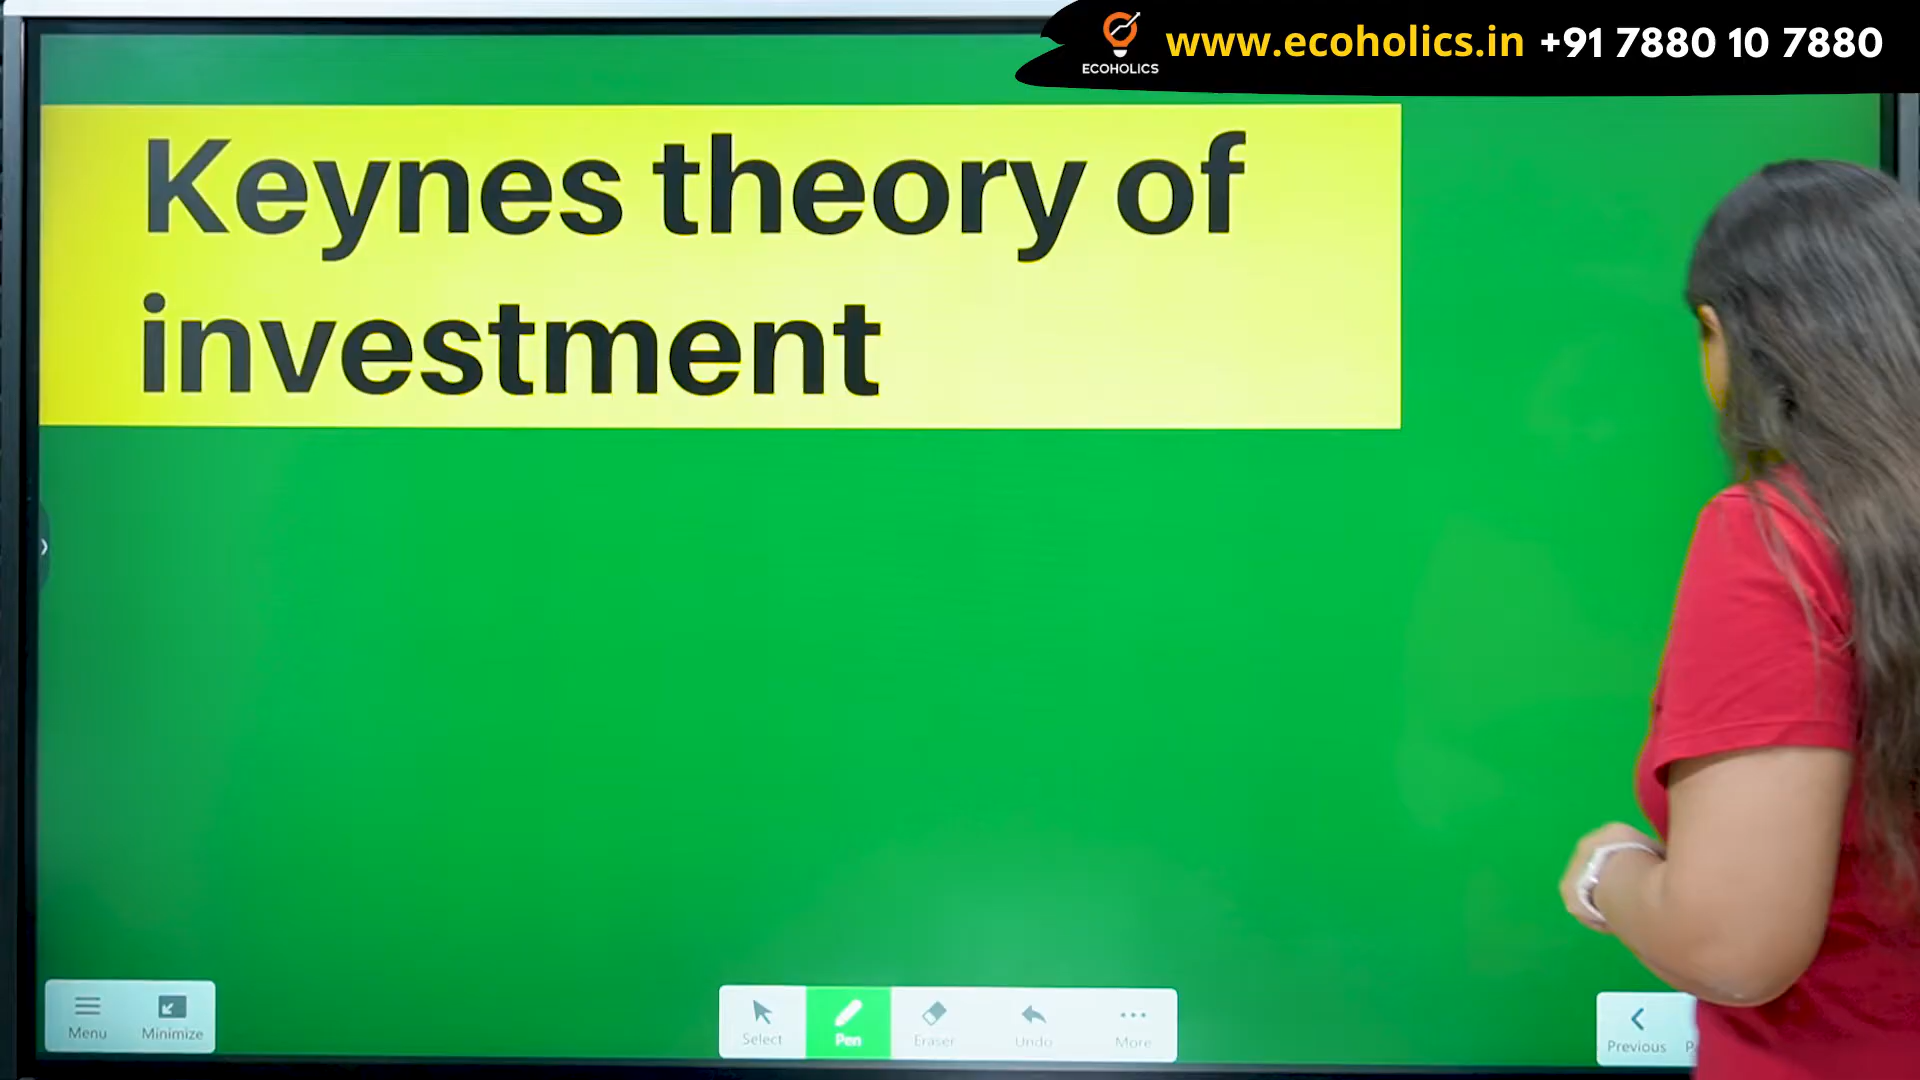 www.ecoholics.in +91 7880 10 7880
ECOHOLICS
Keynes theory of
investment
Menu Minimize
Select Pen Eraser Undo More
Previous